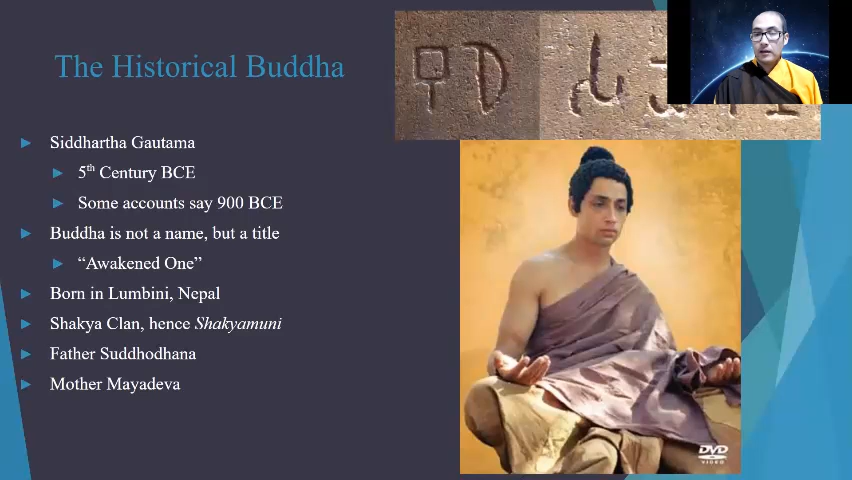 The Historical Buddha
Siddhartha Gautama
5th Century BCE
Some accounts say 900 BCE
Buddha is not a name, but a title
“Awakened One”
Born in Lumbini, Nepal
Shakya Clan, hence Shakyamuni
Father Suddhodhana
Mother Mayadeva
DVD
VIDEO